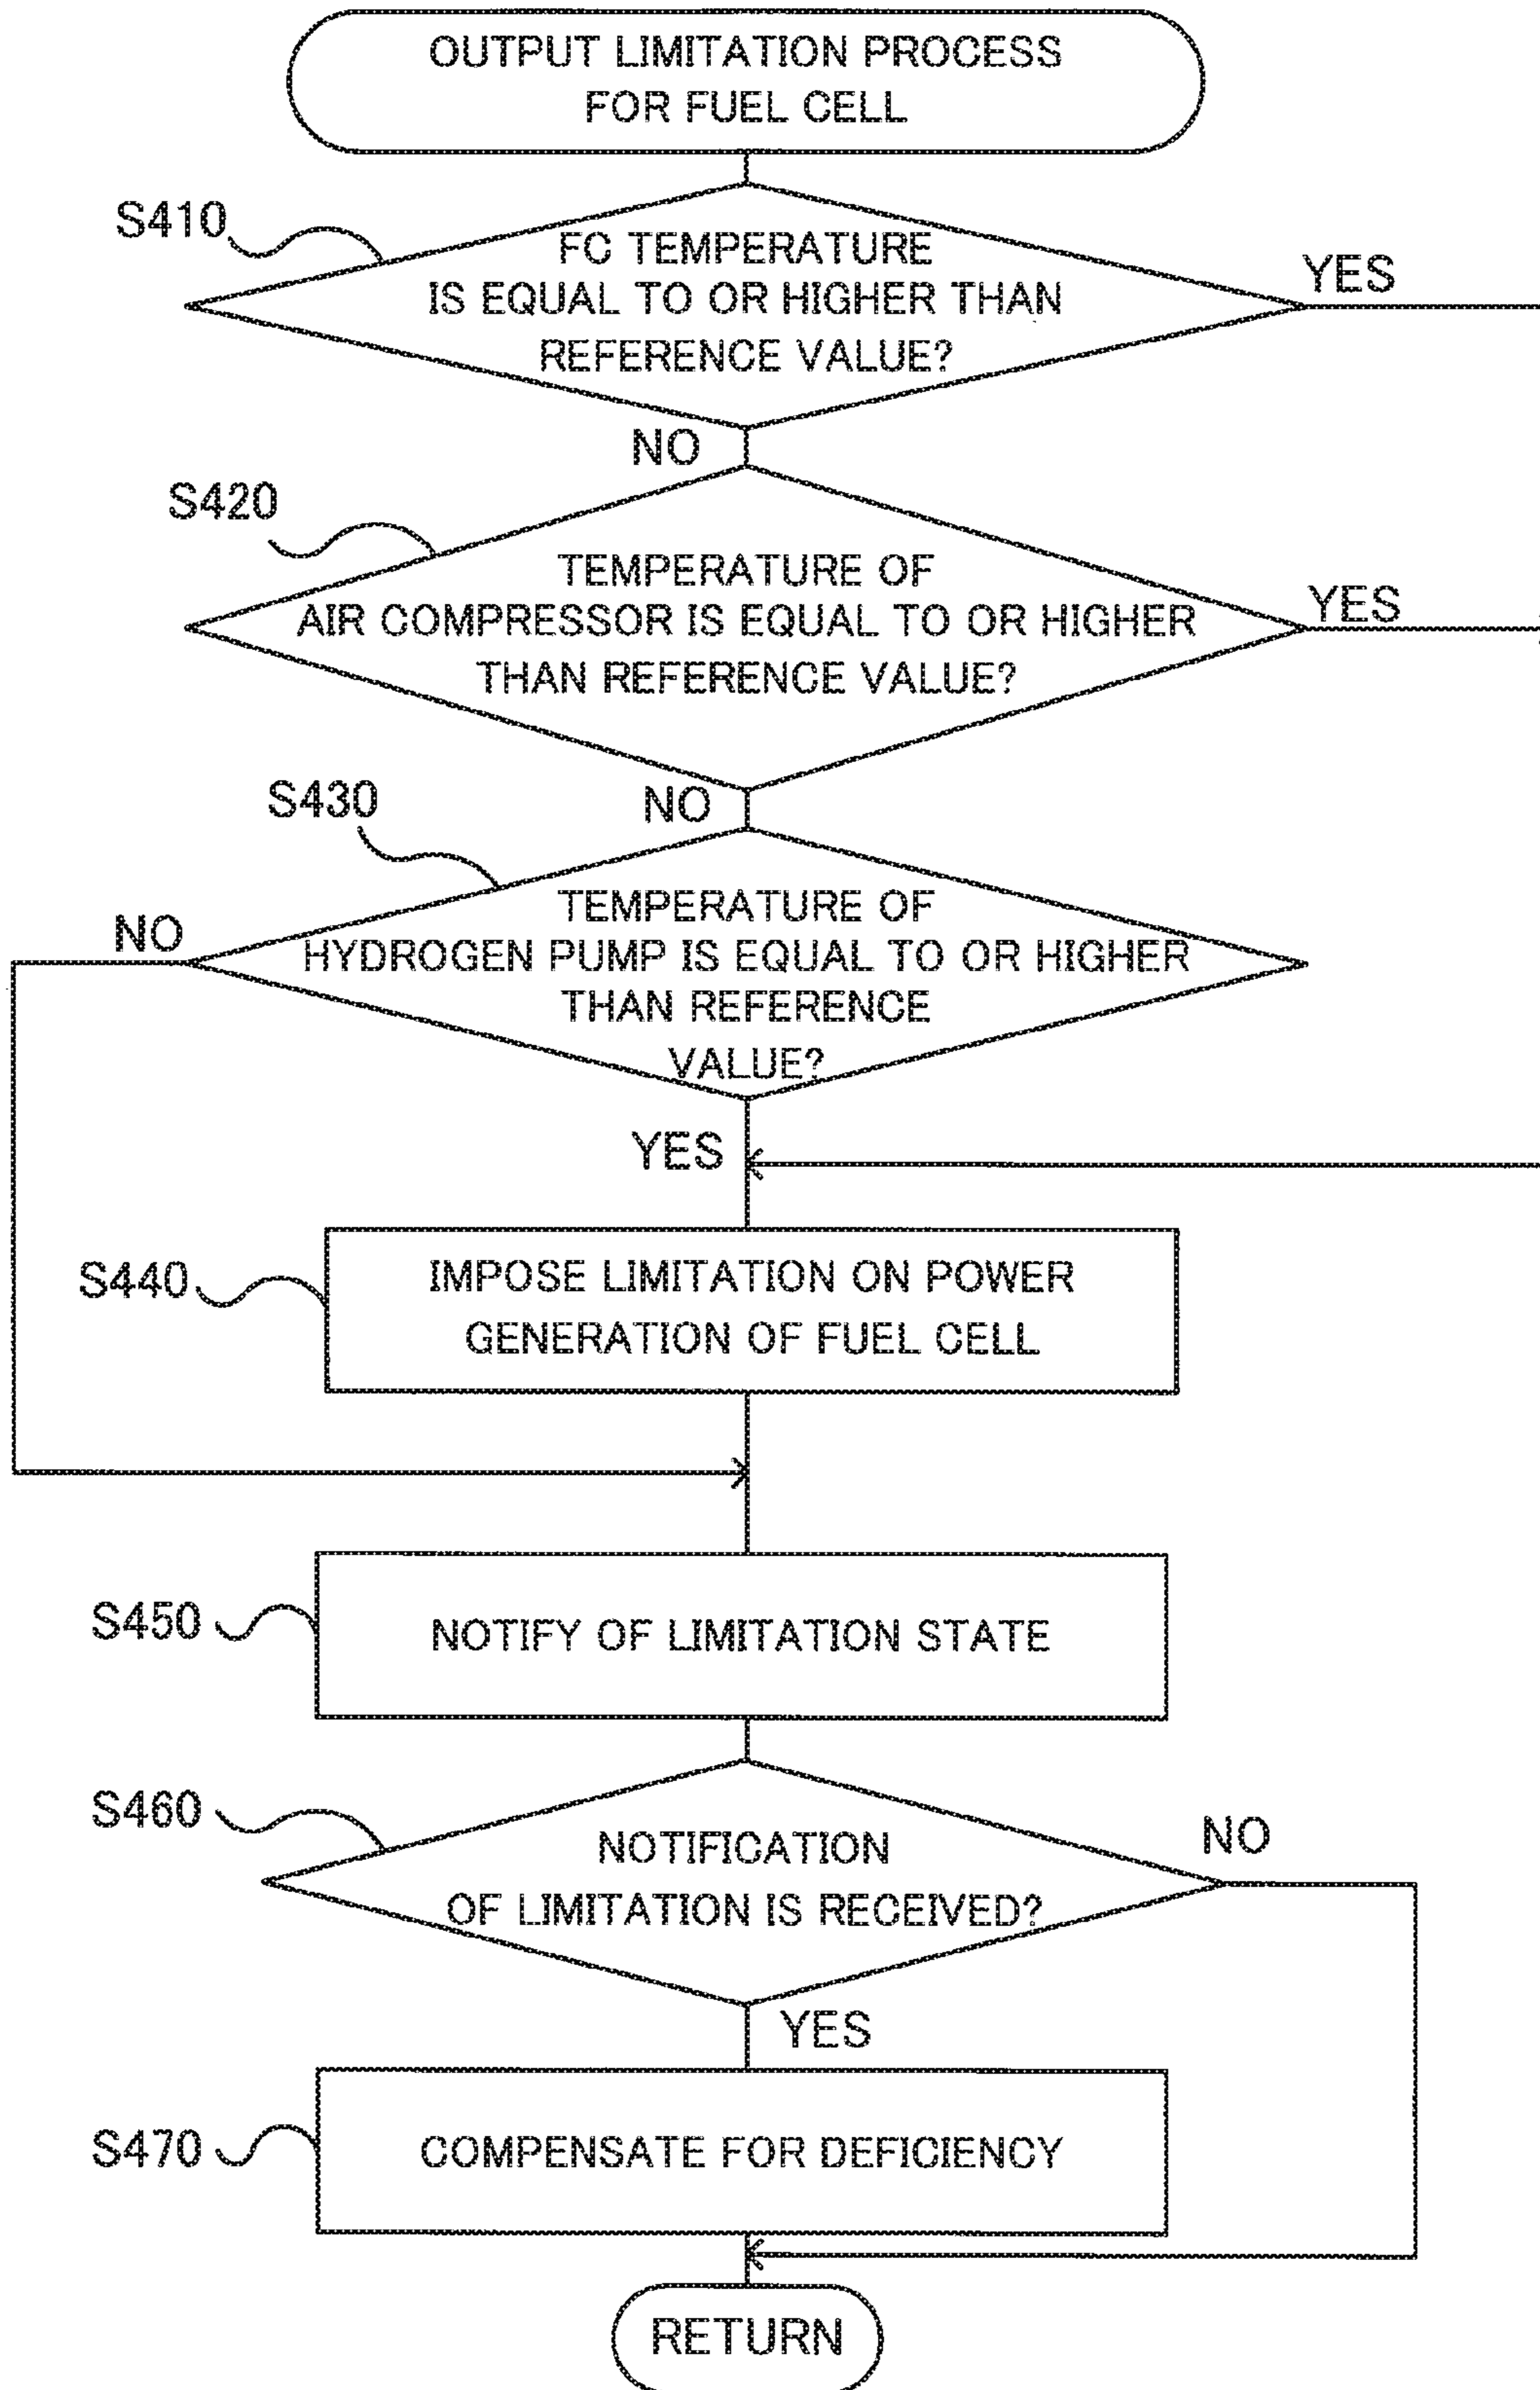 OUTPUT LIMITATION PROCESS
FOR FUEL CELL
S410
FC TEMPERATURE
IS EQUAL TO OR HIGHER THAN
REFERENCE VALUE?
YES
NO
S420
TEMPERATURE OF
AIR COMPRESSOR IS EQUAL TO OR HIGHER
THAN REFERENCE VALUE?
YES
NO
S430
TEMPERATURE OF
HYDROGEN PUMP IS EQUAL TO OR HIGHER
THAN REFERENCE
VALUE?
NO
YES
S440
IMPOSE LIMITATION ON POWER
GENERATION OF FUEL CELL
S450
NOTIFY OF LIMITATION STATE
S460
NOTIFICATION
OF LIMITATION IS RECEIVED?
NO
YES
S470
COMPENSATE FOR DEFICIENCY
RETURN